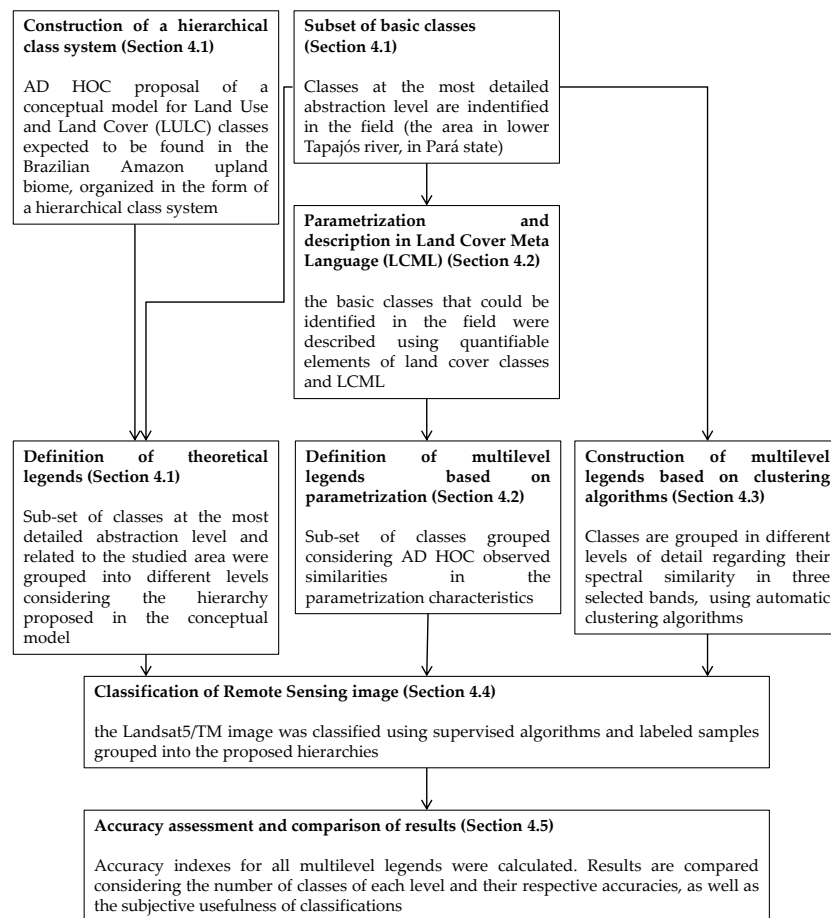 Construction of a hierarchical
class system (Section 4.1)
AD HOC proposal of a
conceptual model for Land Use
and Land Cover (LULC) classes
expected to be found in the
Brazilian Amazon upland
biome, organized in the form of
a hierarchical class system
Subset of basic classes
(Section 4.1)
Classes at the most detailed
abstraction level are indentified
in the field (the area in lower
Tapajós river, in Pará state)
Parametrization and
description in Land Cover Meta
Language (LCML) (Section 4.2)
the basic classes that could be
identified in the field were
described using quantifiable
elements of land cover classes
and LCML
Definition of theoretical
legends (Section 4.1)
Sub-set of classes at the most
detailed abstraction level and
related to the studied area were
grouped into different levels
considering the hierarchy
proposed in the conceptual
model
Definition of multilevel
legends based on
parametrization (Section 4.2)
Sub-set of classes grouped
considering AD HOC observed
similarities in the
parametrization characteristics
Construction of multilevel
legends based on clustering
algorithms (Section 4.3)
Classes are grouped in different
levels of detail regarding their
spectral similarity in three
selected bands, using automatic
clustering algorithms
Classification of Remote Sensing image (Section 4.4)
the Landsat5/TM image was classified using supervised algorithms and labeled samples
grouped into the proposed hierarchies
Accuracy assessment and comparison of results (Section 4.5)
Accuracy indexes for all multilevel legends were calculated. Results are compared
considering the number of classes of each level and their respective accuracies, as well as
the subjective usefulness of classifications